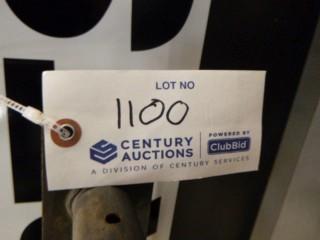 LOT NO
1100
CENTURY
AUCTIONS
POWERED BY
ClubBid
A DIVISION OF CENTURY SERVICES